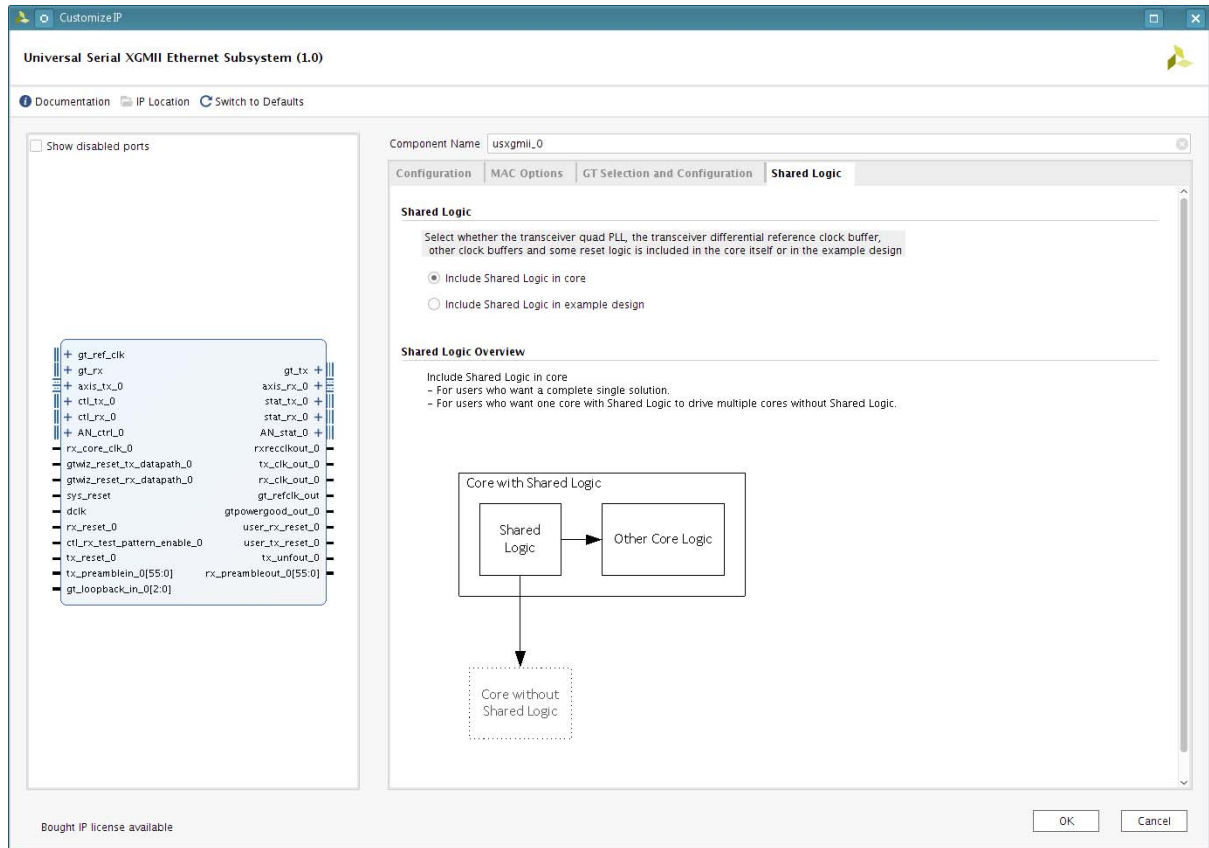 Customize IP
Universal Serial XGMII Ethernet Subsystem (1.0)
Documentation IP Location Switch to Defaults
Show disabled ports
Component Name usxgmii_0
Configuration MAC Options GT Selection and Configuration Shared Logic
Shared Logic
Select whether the transceiver quad PLL, the transceiver differential reference clock buffer,
other clock buffers and some reset logic is included in the core itself or in the example design
Include Shared Logic in core
Include Shared Logic in example design
Shared Logic Overview
Include Shared Logic in core
- For users who want a complete single solution.
- For users who want one core with Shared Logic to drive multiple cores without Shared Logic.
gt_ref_clk
gt_rx gt_tx
axis_tx_0 axis_rx_0
ctl_tx_0 stat_tx_0
ctl_rx_0 stat_rx_0
AN_ctrl_0 AN_stat_0
rx_core_clk_0 rxrecclkout_0
gtwiz_reset_tx_datapath_0 tx_clk_out_0
gtwiz_reset_rx_datapath_0 rx_clk_out_0
sys_reset gt_refclk_out
dclk gtpowergood_out_0
rx_reset_0 user_rx_reset_0
ctl_rx_test_pattern_enable_0 user_tx_reset_0
tx_reset_0 tx_unfout_0
tx_preamblein_0[55:0] rx_preambleout_0[55:0]
gt_loopback_in_0[2:0]
Core with Shared Logic
Shared
Logic
Other Core Logic
Core without
Shared Logic
Bought IP license available
OK Cancel